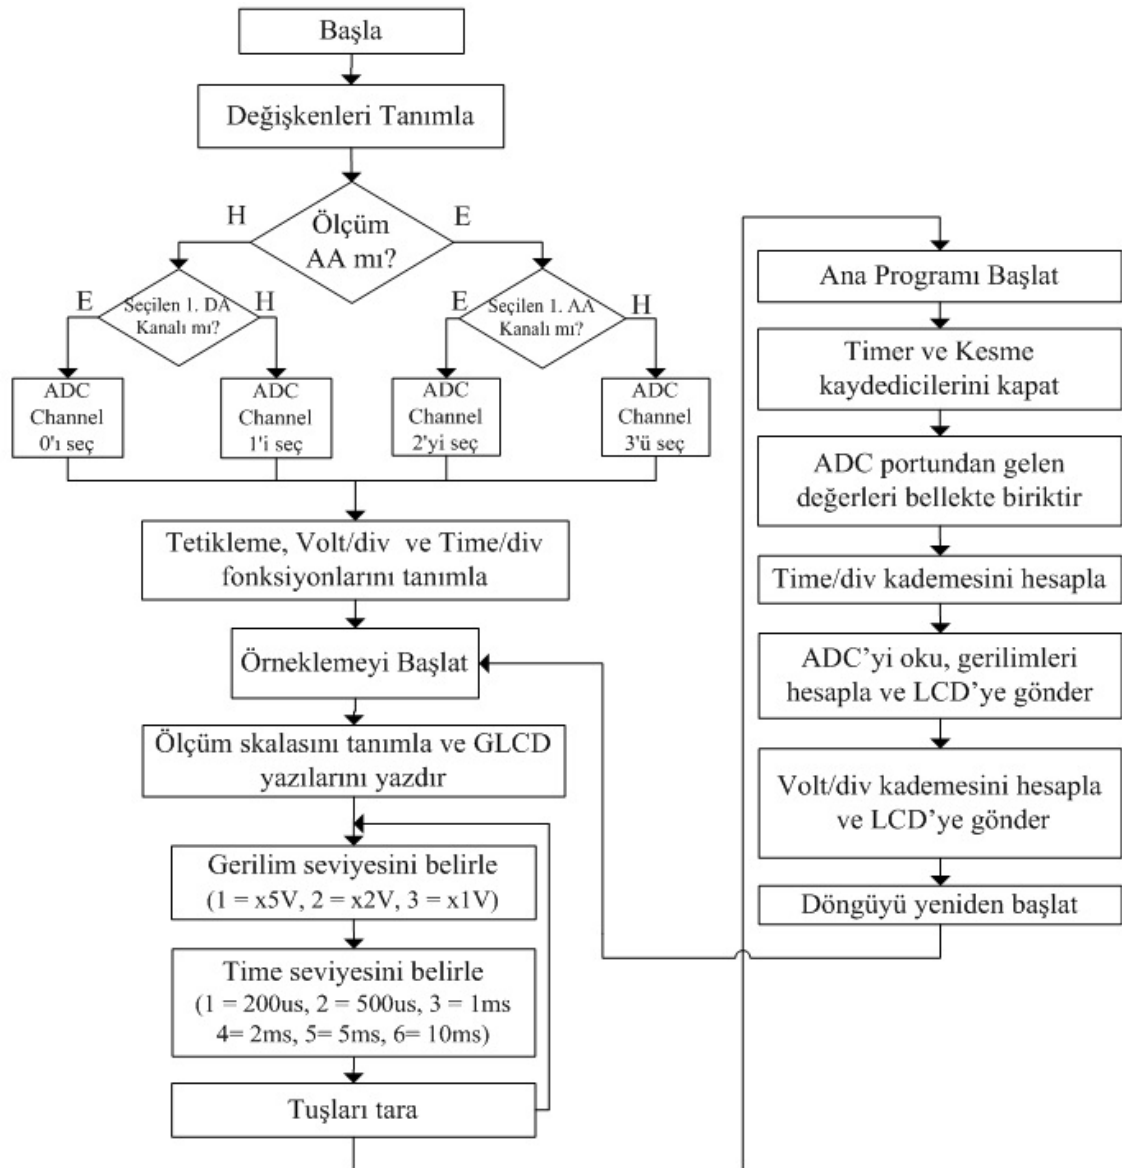 Başla
Değişkenleri Tanımla
H
E
Ölçüm
AA mı?
E
Seçilen 1. DA
Kanalı mı?
H
E
Seçilen 1. AA
Kanalı mı?
H
ADC
Channel
0'ı seç
ADC
Channel
1'i seç
ADC
Channel
2'yi seç
ADC
Channel
3'ü seç
Tetikleme, Volt/div ve Time/div
fonksiyonlarını tanımla
Örneklemeyi Başlat
Ölçüm skalasını tanımla ve GLCD
yazılarını yazdır
Gerilim seviyesini belirle
(1 = x5V, 2 = x2V, 3 = x1V)
Time seviyesini belirle
(1 = 200us, 2 = 500us, 3 = 1ms
4= 2ms, 5= 5ms, 6= 10ms)
Tuşları tara
Ana Programı Başlat
Timer ve Kesme
kaydedicilerini kapat
ADC portundan gelen
değerleri bellekte biriktir
Time/div kademesini hesapla
ADC’yi oku, gerilimleri
hesapla ve LCD’ye gönder
Volt/div kademesini hesapla
ve LCD’ye gönder
Döngüyü yeniden başlat